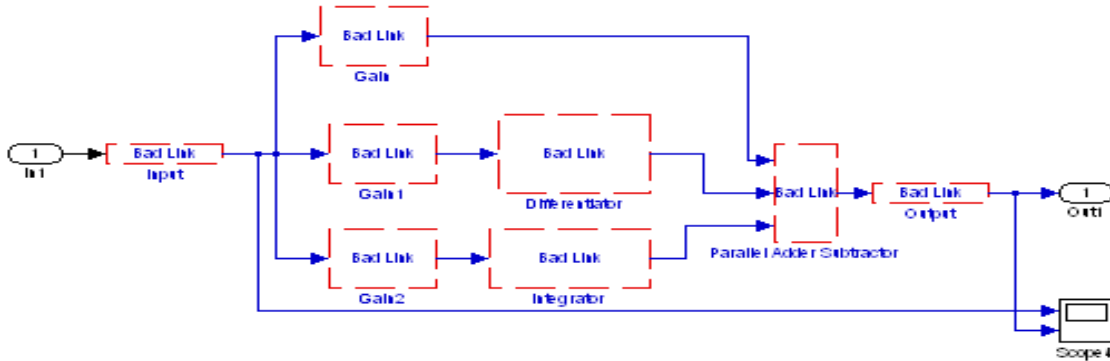 Bad Link
Gain
1
In1
Bad Link
Input
Bad Link
Gain1
Bad Link
Differentiator
Bad Link
Parallel Adder Subtractor
Bad Link
Output
1
Out1
Bad Link
Gain2
Bad Link
Integrator